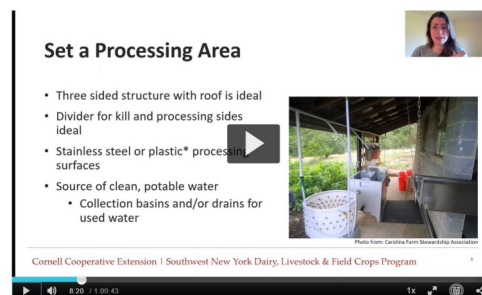 Set a Processing Area
• Three sided structure with roof is ideal
• Divider for kill and processing sides
ideal
• Stainless steel or plastic* processing
surfaces
• Source of clean, potable water
• Collection basins and/or drains for
used water
Photo from: Carolina Farm Stewardship Association
Cornell Cooperative Extension | Southwest New York Dairy, Livestock & Field Crops Program
8:20 / 1:00:43
1x